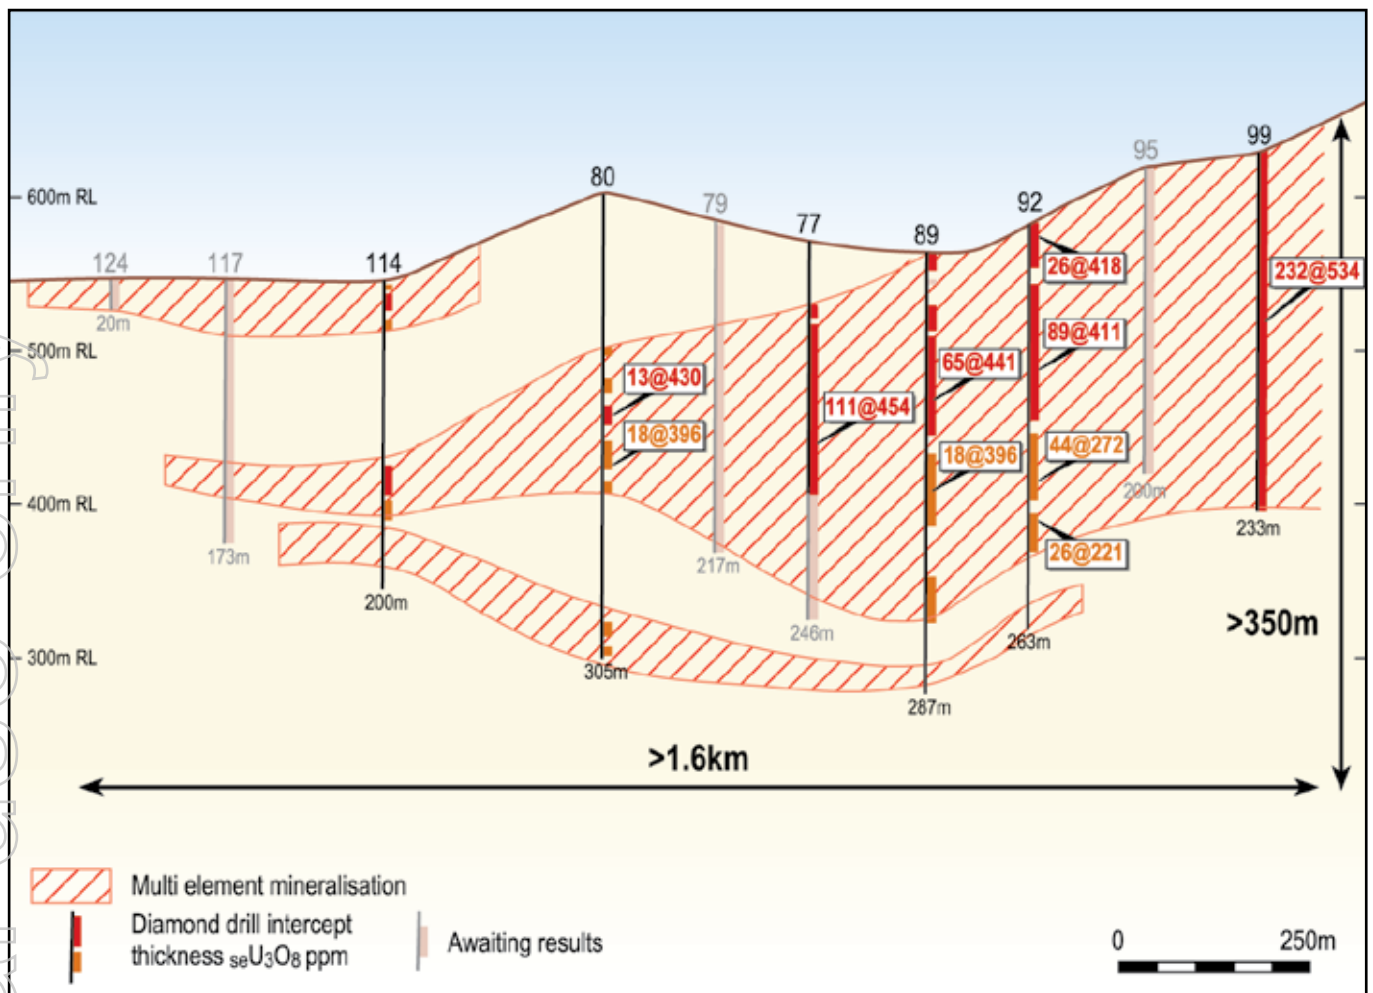 99
95
80
92
600m RL
79
77
89
124
117
114
26@418
232@534
20m
500m RL
89@411
13@430
65@441
111@454
18@396
44@272
18@396
200m
400m RL
233m
26@221
173m
217m
200m
246m
>350m
263m
300m RL
305m
287m
>1.6km
Multi element mineralisation
Diamond drill intercept
thickness seU3O8 ppm
Awaiting results
0 250m